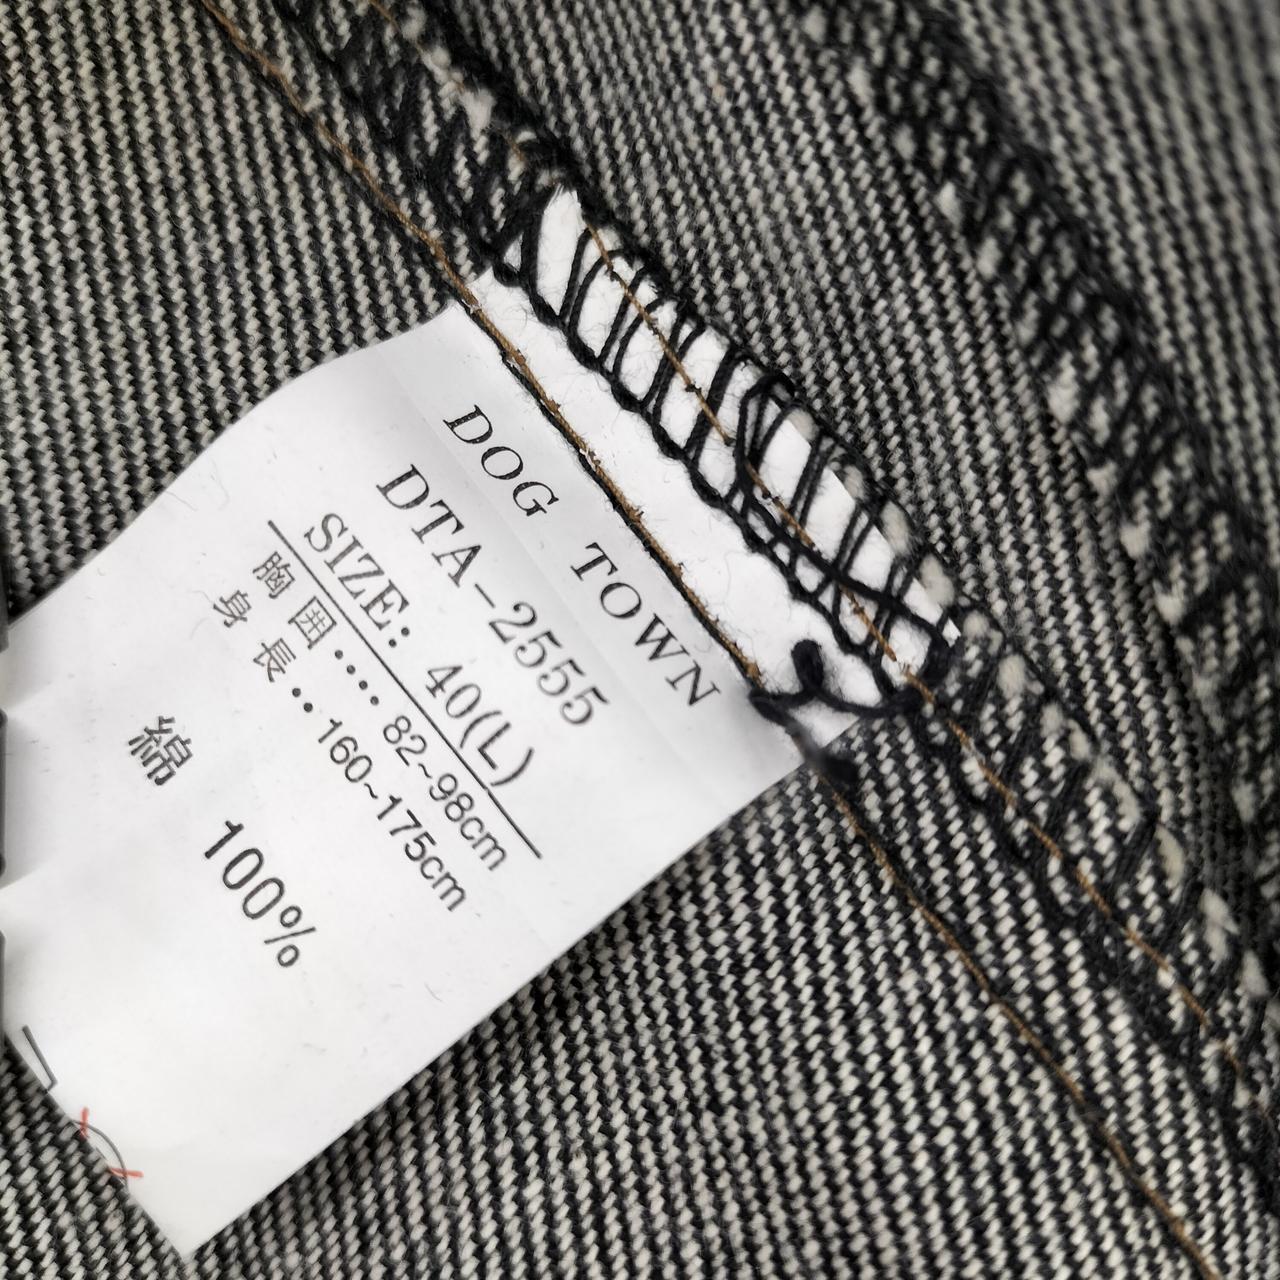 DOG TOWN
DTA-2555
SIZE: 40(L)
胸囲‥‥82~98cm
身長‥160~175cm
綿 100%